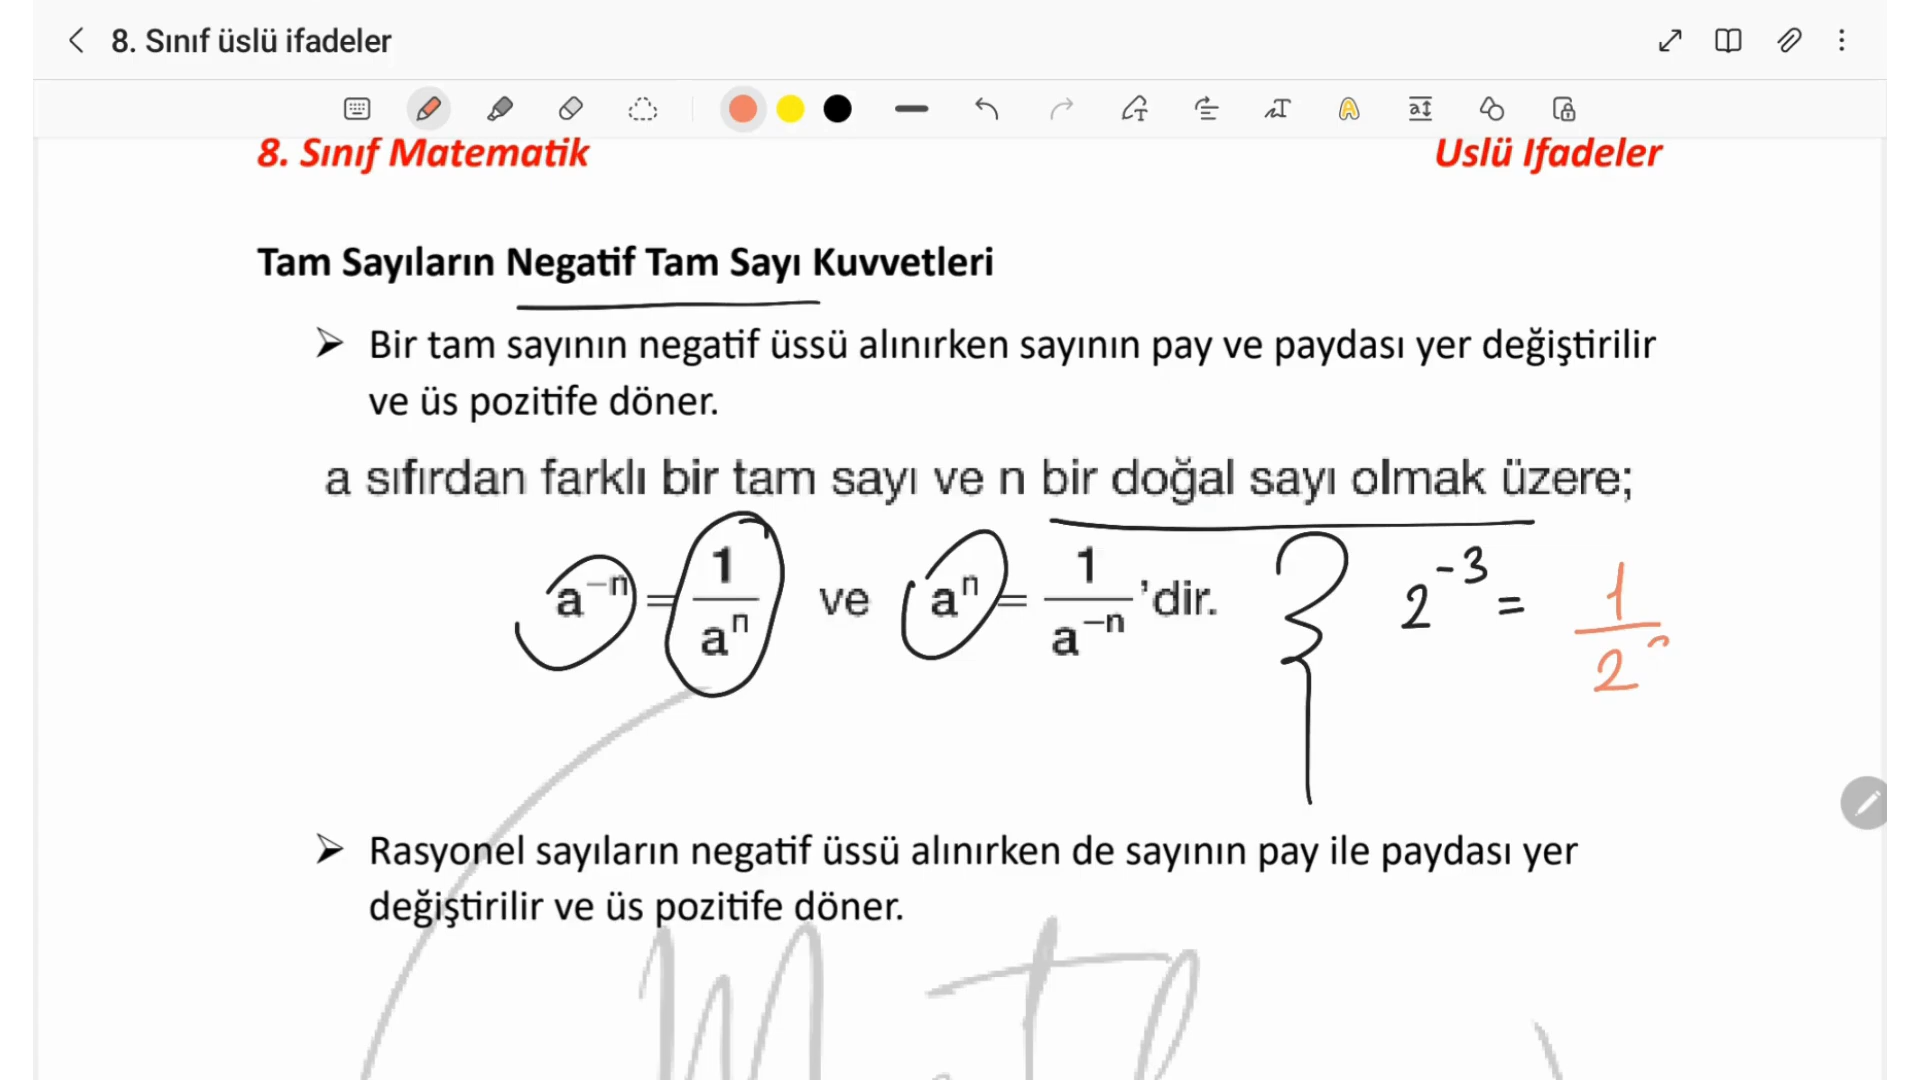 8. Sınıf üslü ifadeler
8. Sınıf Matematik
Uslü Ifadeler
Tam Sayıların Negatif Tam Sayı Kuvvetleri
➤ Bir tam sayının negatif üssü alınırken sayının pay ve paydası yer değiştirilir
ve üs pozitife döner.
a sıfırdan farklı bir tam sayı ve n bir doğal sayı olmak üzere;
a⁻ⁿ = 1/aⁿ ve aⁿ = 1/a⁻ⁿ 'dir. 2⁻³ = 1/2
➤ Rasyonel sayıların negatif üssü alınırken de sayının pay ile paydası yer
değiştirilir ve üs pozitife döner.